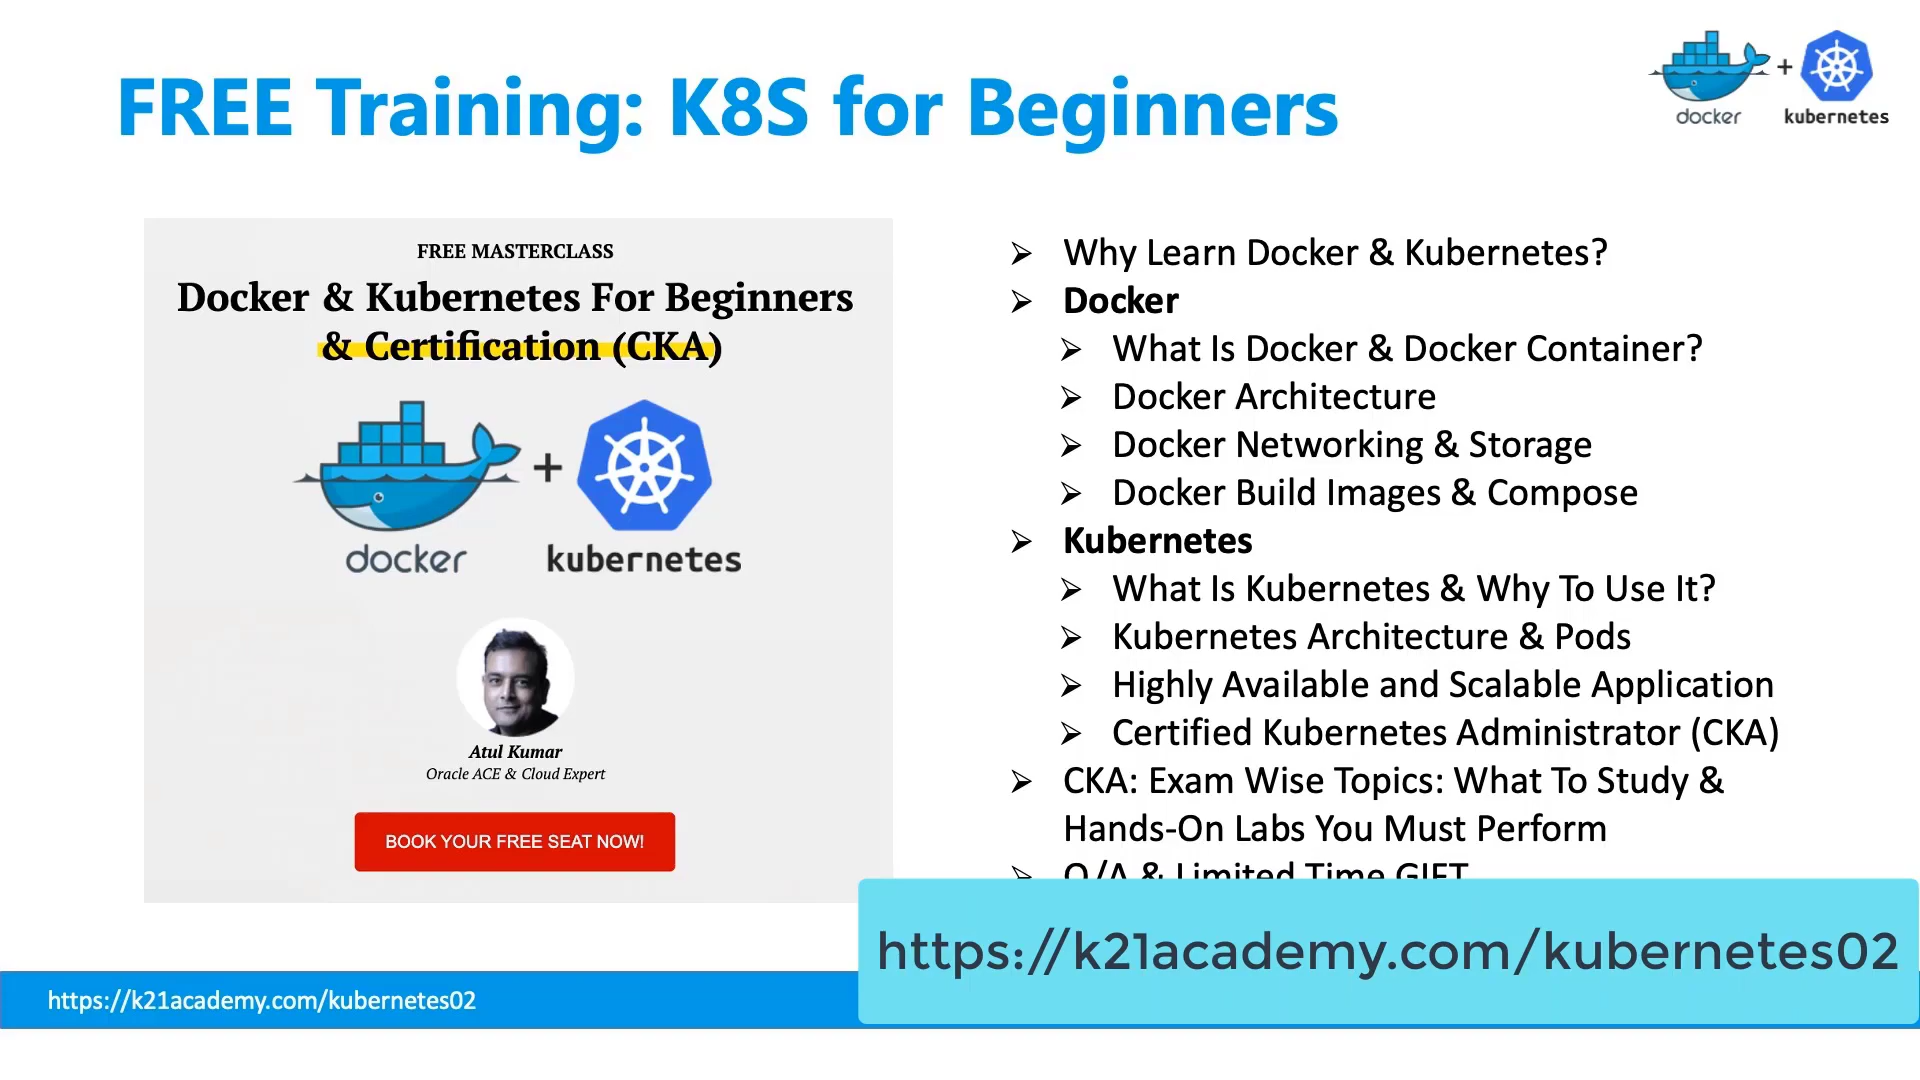 FREE Training: K8S for Beginners
docker
+
kubernetes
FREE MASTERCLASS
Docker & Kubernetes For Beginners
& Certification (CKA)
+
docker
kubernetes
Atul Kumar
Oracle ACE & Cloud Expert
BOOK YOUR FREE SEAT NOW!
Why Learn Docker & Kubernetes?
Docker
What Is Docker & Docker Container?
Docker Architecture
Docker Networking & Storage
Docker Build Images & Compose
Kubernetes
What Is Kubernetes & Why To Use It?
Kubernetes Architecture & Pods
Highly Available and Scalable Application
Certified Kubernetes Administrator (CKA)
CKA: Exam Wise Topics: What To Study &
Hands-On Labs You Must Perform
Q/A & Limited Time GIFT
https://k21academy.com/kubernetes02
https://k21academy.com/kubernetes02